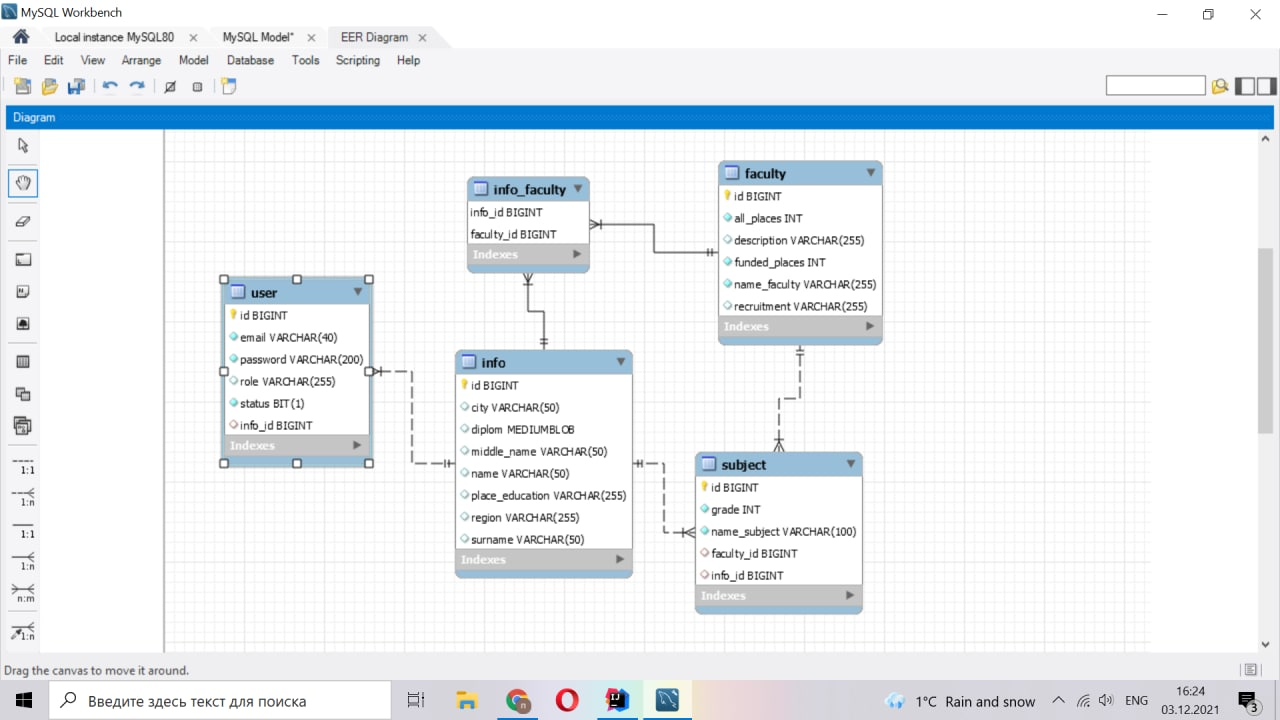 MySQL Workbench
Local instance MySQL80
MySQL Model*
EER Diagram
File Edit View Arrange Model Database Tools Scripting Help
Diagram
info_faculty
info_id BIGINT
faculty_id BIGINT
Indexes
faculty
id BIGINT
all_places INT
description VARCHAR(255)
funded_places INT
name_faculty VARCHAR(255)
recruitment VARCHAR(255)
Indexes
user
id BIGINT
email VARCHAR(40)
password VARCHAR(200)
role VARCHAR(255)
status BIT(1)
info_id BIGINT
Indexes
info
id BIGINT
city VARCHAR(50)
diplom MEDIUMBLOB
middle_name VARCHAR(50)
name VARCHAR(50)
place_education VARCHAR(255)
region VARCHAR(255)
surname VARCHAR(50)
Indexes
subject
id BIGINT
grade INT
name_subject VARCHAR(100)
faculty_id BIGINT
info_id BIGINT
Indexes
1:1
1:n
1:1
1:n
n:m
1:n
Drag the canvas to move it around.
Введите здесь текст для поиска
1°C Rain and snow
ENG
16:24
03.12.2021
3